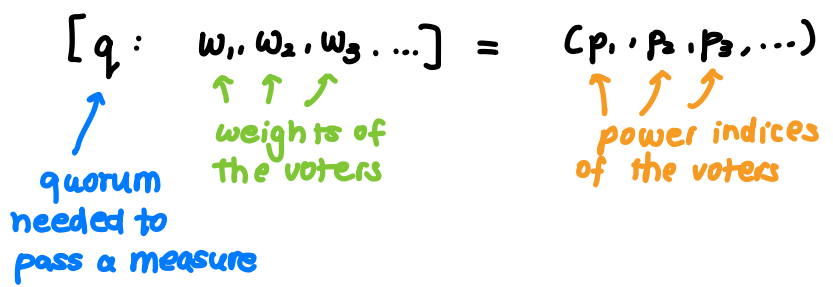 [q : w₁, w₂, w₃ . ...] = (p₁, p₂, p₃, ...)
weights of
the voters
power indices
of the voters
quorum
needed to
pass a measure